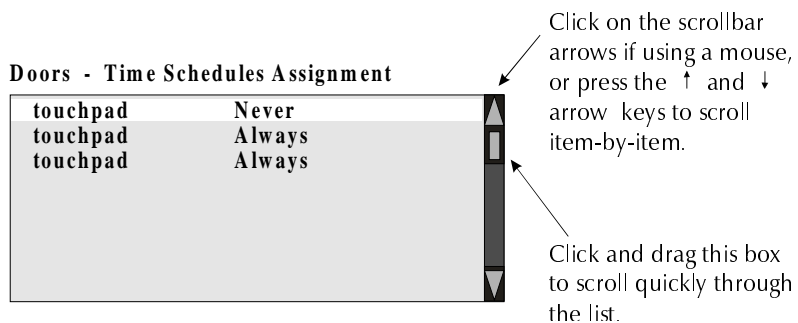 Click on the scrollbar
arrows if using a mouse,
or press the ↑ and ↓
arrow keys to scroll
item-by-item.
Doors - Time Schedules Assignment
touchpad Never
touchpad Always
touchpad Always
Click and drag this box
to scroll quickly through
the list.